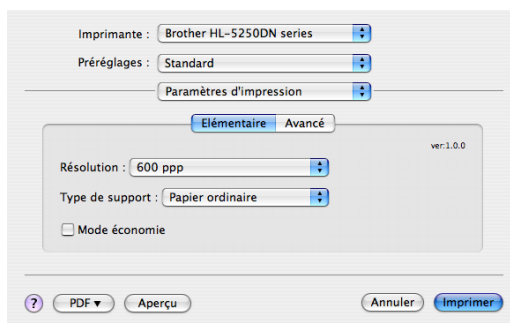 Imprimante : Brother HL-5250DN series
Préréglages : Standard
Paramètres d'impression
Elémentaire Avancé
ver:1.0.0
Résolution : 600 ppp
Type de support : Papier ordinaire
Mode économie
? PDF▼ Aperçu Annuler Imprimer